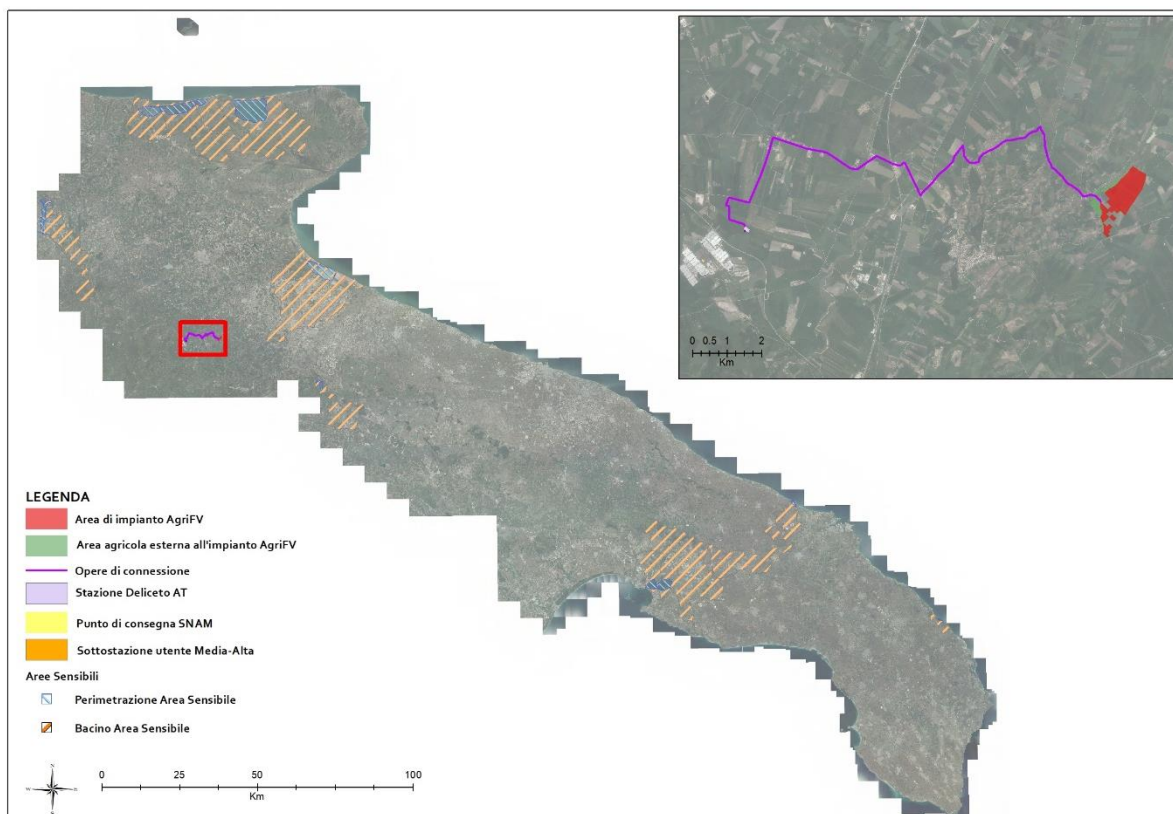 0 0.5 1 2
Km
LEGENDA
Area di impianto AgriFV
Area agricola esterna all'impianto AgriFV
Opere di connessione
Stazione Deliceto AT
Punto di consegna SNAM
Sottostazione utente Media-Alta
Aree Sensibili
Perimetrazione Area Sensibile
Bacino Area Sensibile
N
W E
S
0 25 50 100
Km